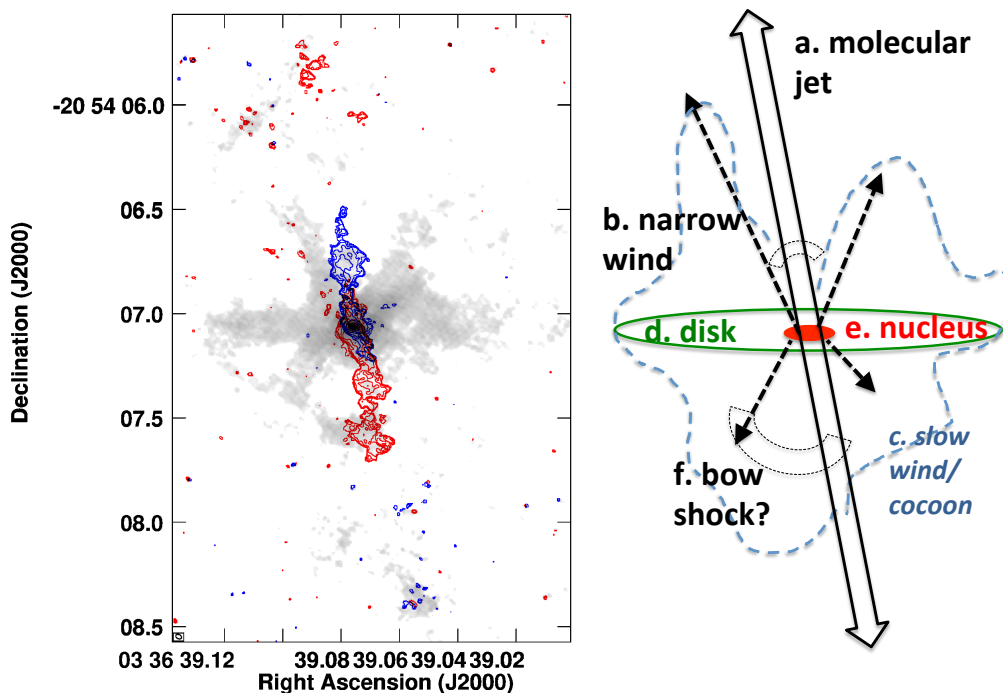 -20 54 06.0
06.5
07.0
07.5
08.0
08.5
Declination (J2000)
03 36 39.12
39.08
39.06
39.04
39.02
Right Ascension (J2000)
a. molecular
jet
b. narrow
wind
d. disk
e. nucleus
c. slow
wind/
cocoon
f. bow
shock?